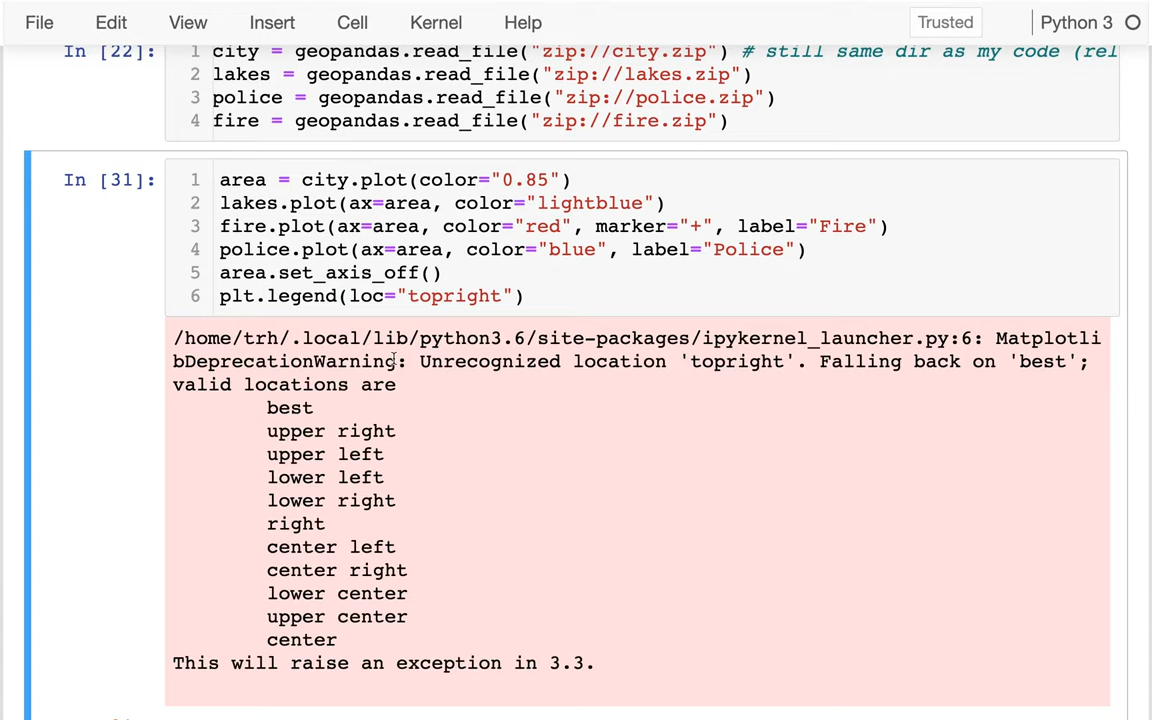 File Edit View Insert Cell Kernel Help Trusted Python 3
In [22]: 1 city = geopandas.read_file("zip://city.zip") # still same dir as my code (rel
2 lakes = geopandas.read_file("zip://lakes.zip")
3 police = geopandas.read_file("zip://police.zip")
4 fire = geopandas.read_file("zip://fire.zip")
In [31]: 1 area = city.plot(color="0.85")
2 lakes.plot(ax=area, color="lightblue")
3 fire.plot(ax=area, color="red", marker="+", label="Fire")
4 police.plot(ax=area, color="blue", label="Police")
5 area.set_axis_off()
6 plt.legend(loc="topright")
/home/trh/.local/lib/python3.6/site-packages/ipykernel_launcher.py:6: Matplotli
bDeprecationWarning: Unrecognized location 'topright'. Falling back on 'best';
valid locations are
best
upper right
upper left
lower left
lower right
right
center left
center right
lower center
upper center
center
This will raise an exception in 3.3.